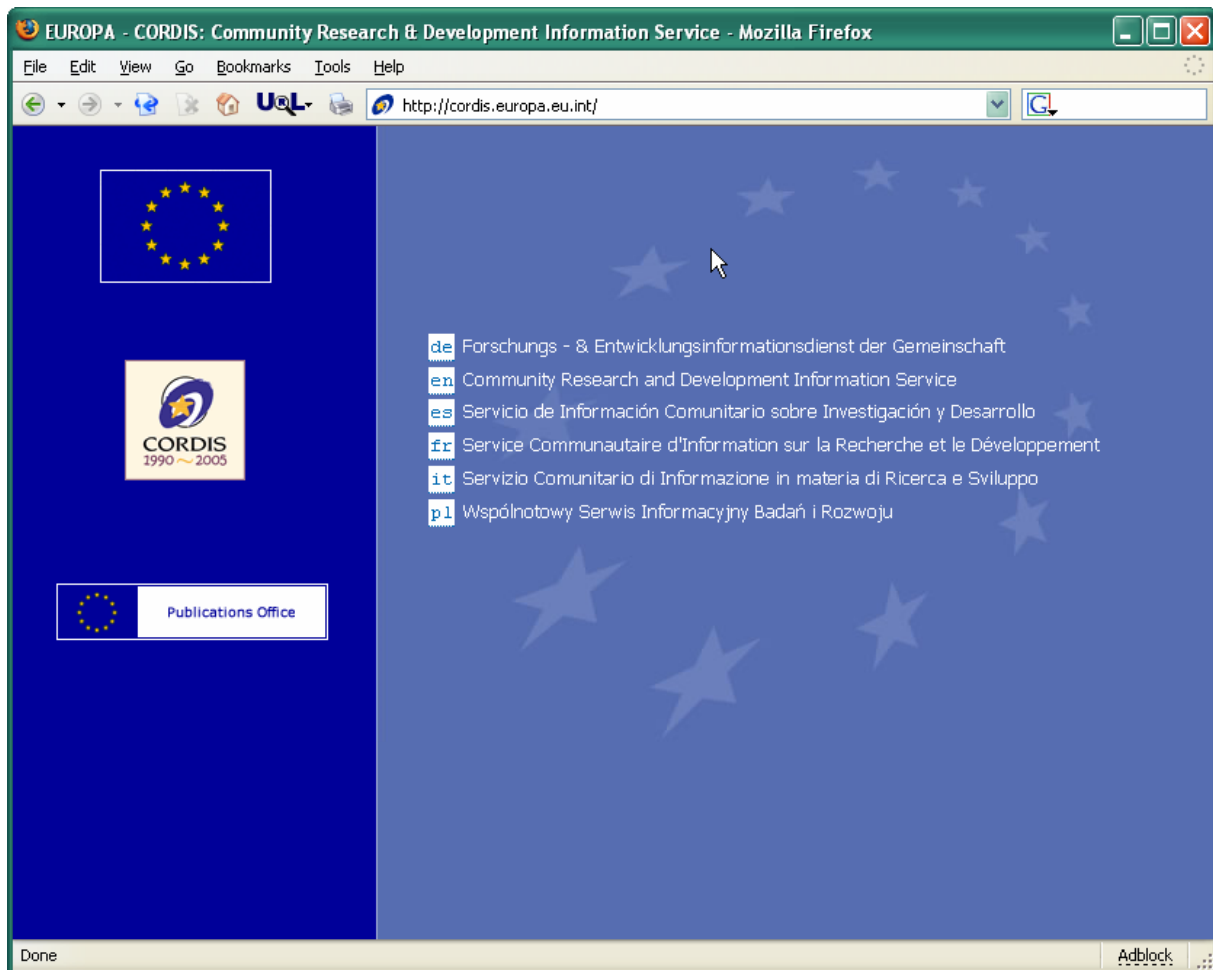 EUROPA - CORDIS: Community Research & Development Information Service - Mozilla Firefox
File Edit View Go Bookmarks Tools Help
URL http://cordis.europa.eu.int/ G
CORDIS
1990~2005
Publications Office
de Forschungs - & Entwicklungsinformationsdienst der Gemeinschaft
en Community Research and Development Information Service
es Servicio de Información Comunitario sobre Investigación y Desarrollo
fr Service Communautaire d'Information sur la Recherche et le Développement
it Servizio Comunitario di Informazione in materia di Ricerca e Sviluppo
pl Wspólnotowy Serwis Informacyjny Badań i Rozwoju
Done Adblock